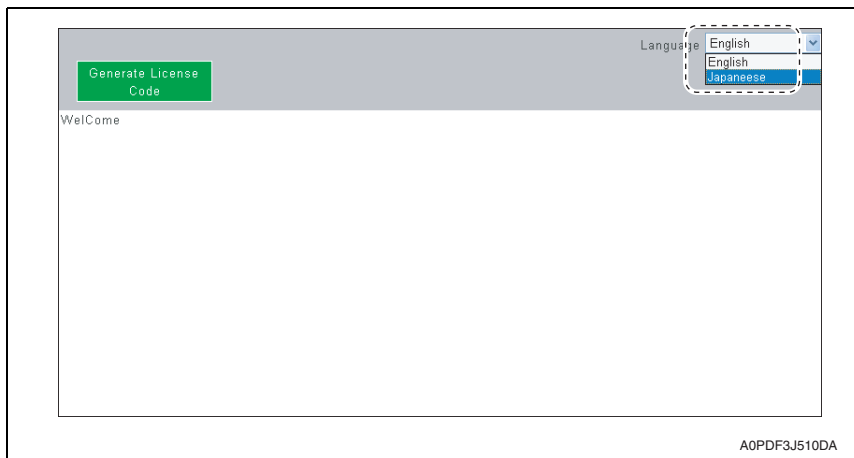 Language English
English
Japaneese
Generate License
Code
WelCome
A0PDF3J510DA